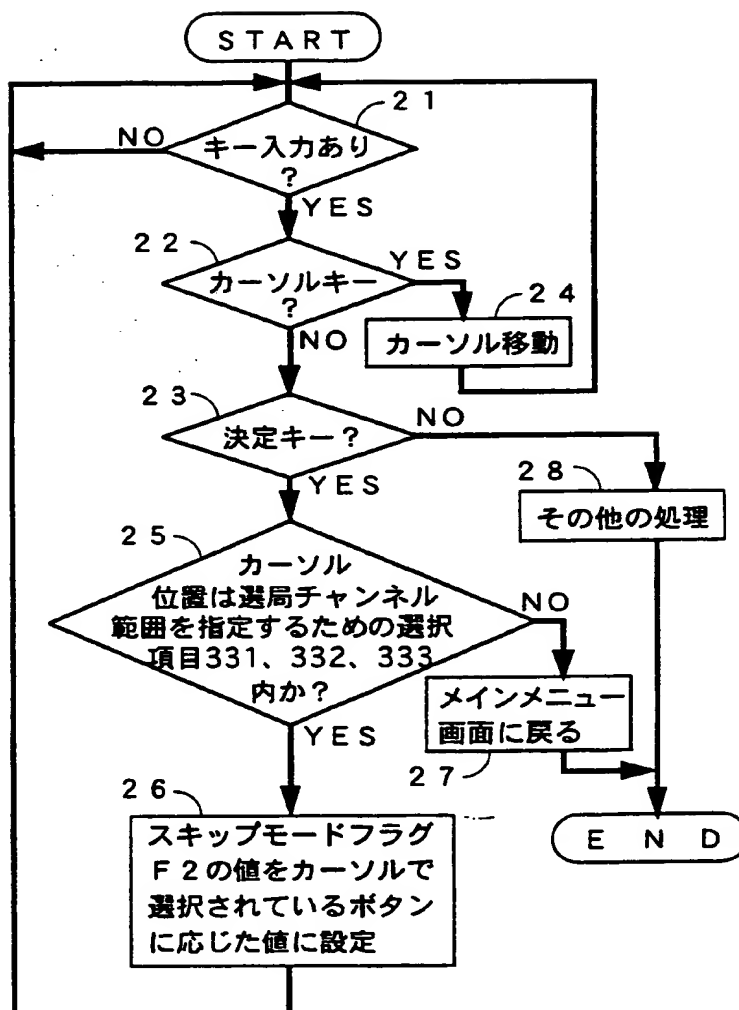 START
21
NO
キー入力あり
?
YES
22
カーソルキー
?
YES
24
カーソル移動
NO
23
決定キー?
NO
YES
28
その他の処理
25
カーソル
位置は選局チャンネル
範囲を指定するための選択
項目331、332、333
内か?
NO
メインメニュー
画面に戻る
27
YES
26
スキップモードフラグ
F2の値をカーソルで
選択されているボタン
に応じた値に設定
END